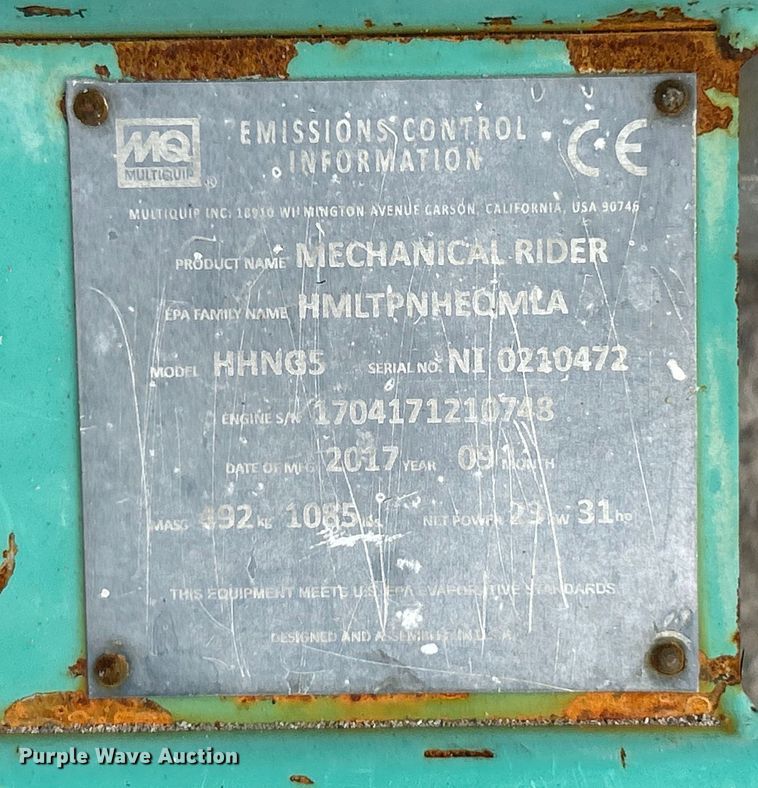 MQ
MULTIQUIP
®
EMISSIONS CONTROL
INFORMATION
CE
MULTIQUIP INC. 18910 WILMINGTON AVENUE CARSON, CALIFORNIA, USA 90746
PRODUCT NAME MECHANICAL RIDER
EPA FAMILY NAME HMLTPNHEQMLA
MODEL HHNG5 SERIAL NO. NI 0210472
ENGINE S/N 1704171210748
DATE OF MFG 2017 YEAR 09 MONTH
MASS 492 kg 1085 lbs NET POWER 23 kW 31 hp
THIS EQUIPMENT MEETS U.S. EPA EVAPORATIVE STANDARDS
DESIGNED AND ASSEMBLED IN U.S.A.
Purple Wave Auction